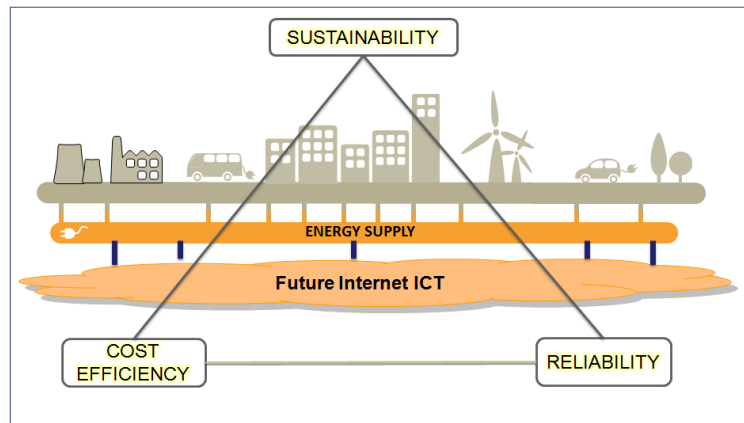 SUSTAINABILITY
ENERGY SUPPLY
Future Internet ICT
COST
EFFICIENCY
RELIABILITY